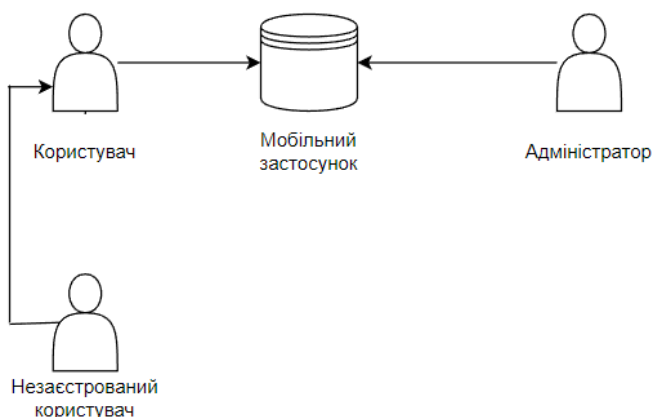 Користувач
Мобільний
застосунок
Адміністратор
Незаєстрований
користувач